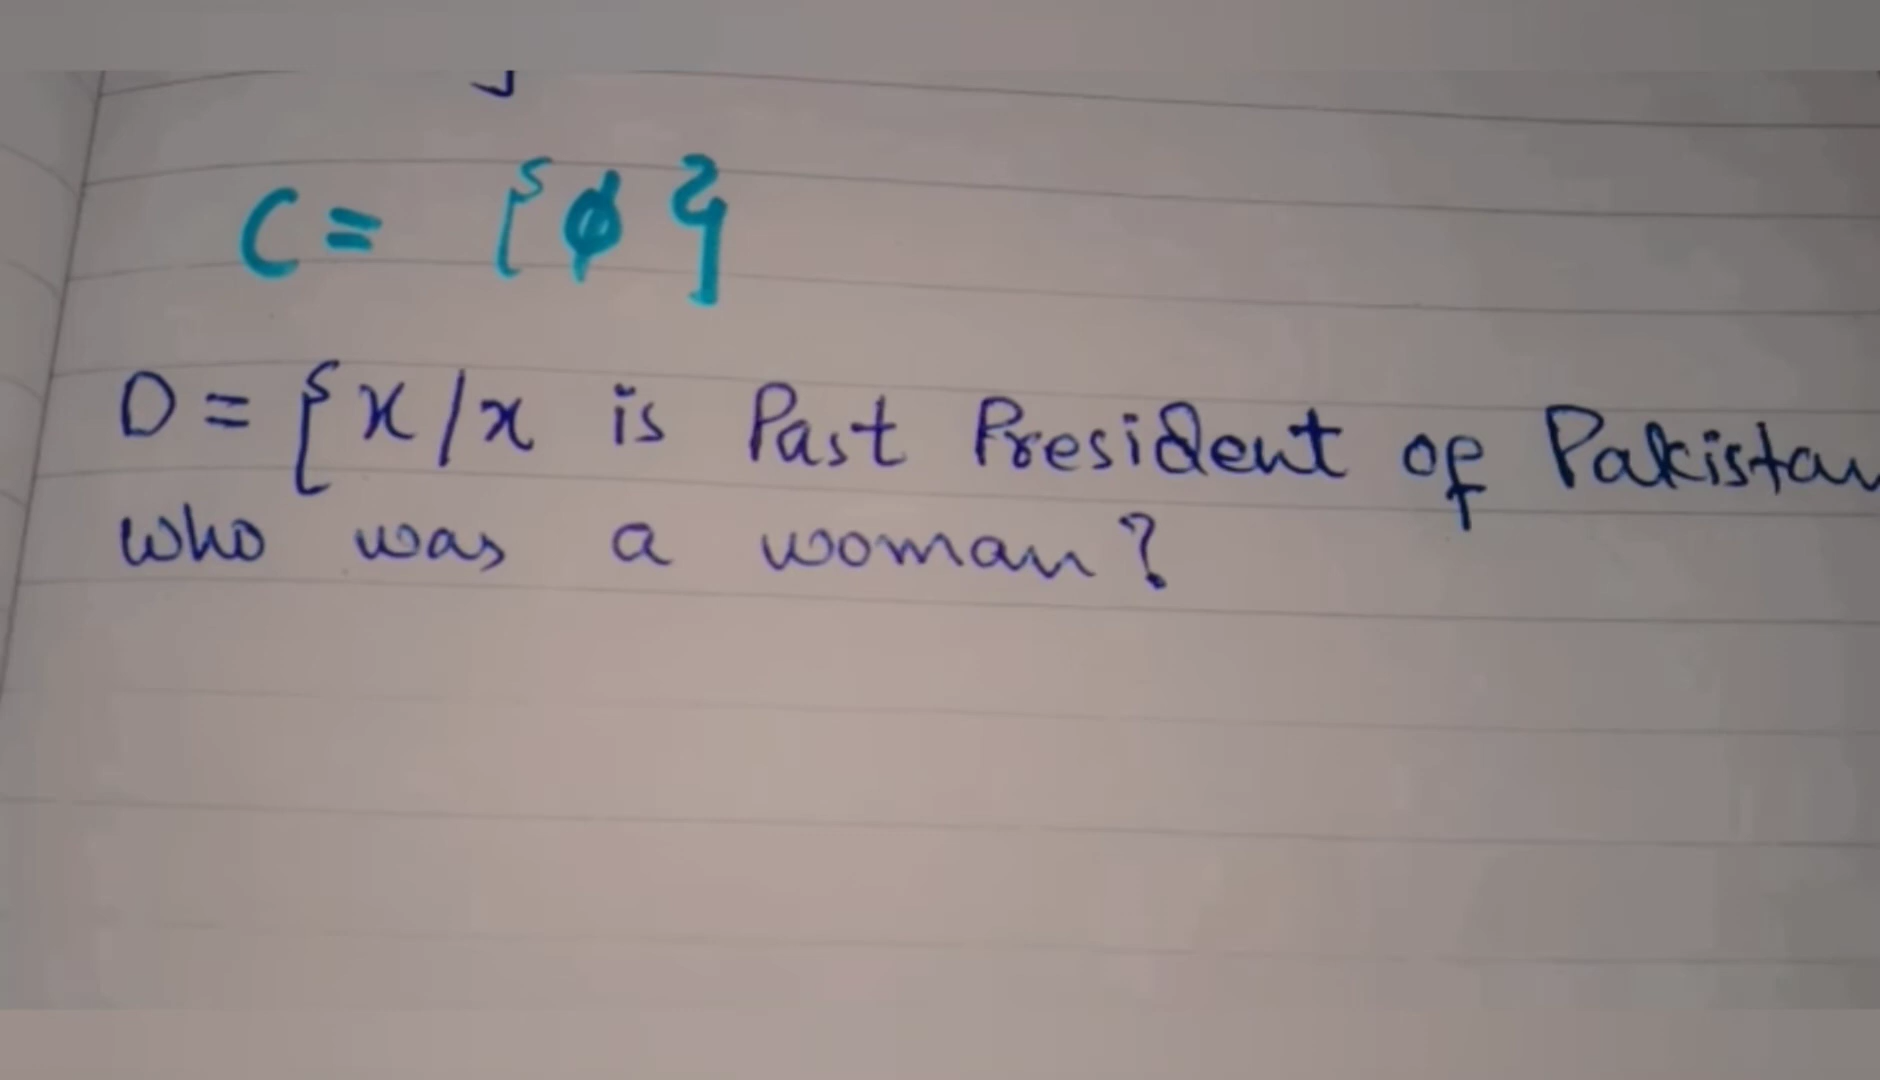 C = {ϕ}
D = {x/x is Past President of Pakistan
who was a woman}